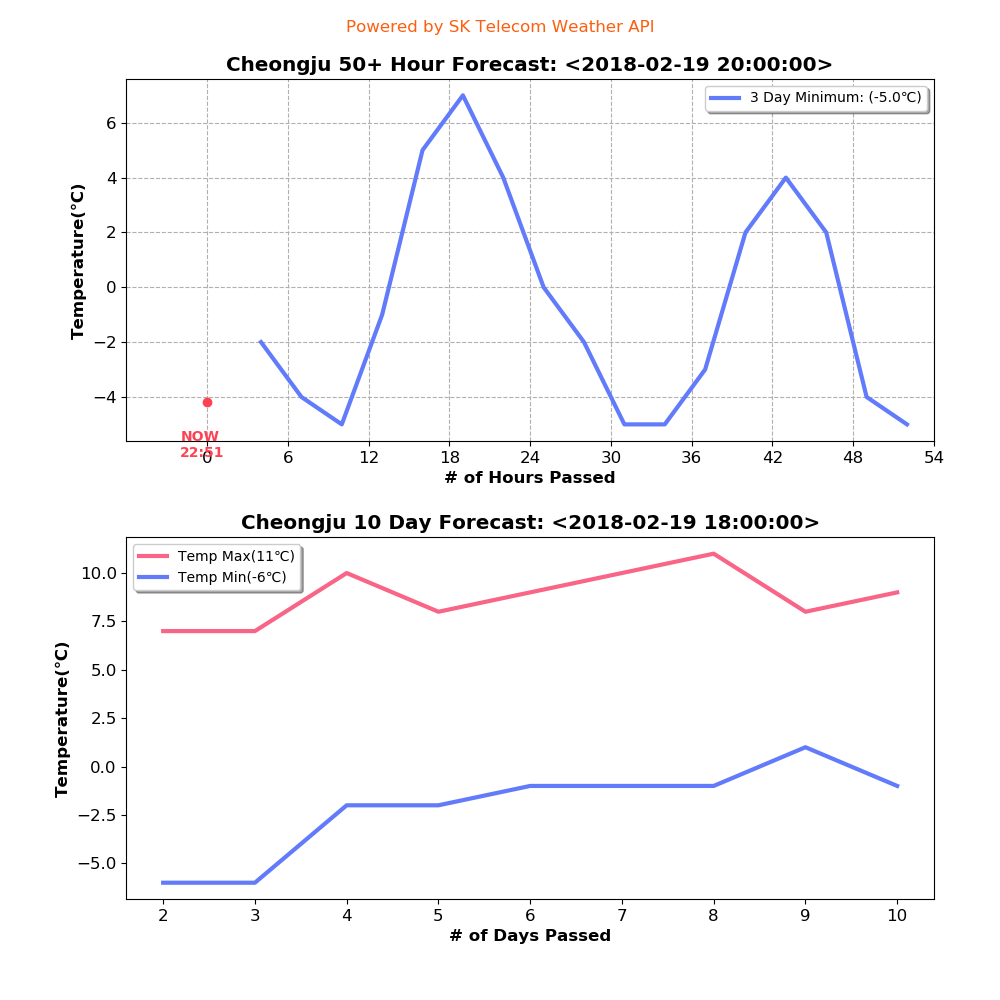 Powered by SK Telecom Weather API
Cheongju 50+ Hour Forecast: <2018-02-19 20:00:00>
3 Day Minimum: (-5.0℃)
6
4
2
0
−2
−4
Temperature(℃)
NOW
22:51
0 6 12 18 24 30 36 42 48 54
# of Hours Passed
Cheongju 10 Day Forecast: <2018-02-19 18:00:00>
Temp Max(11℃)
Temp Min(-6℃)
10.0
7.5
5.0
2.5
0.0
−2.5
−5.0
Temperature(℃)
2 3 4 5 6 7 8 9 10
# of Days Passed